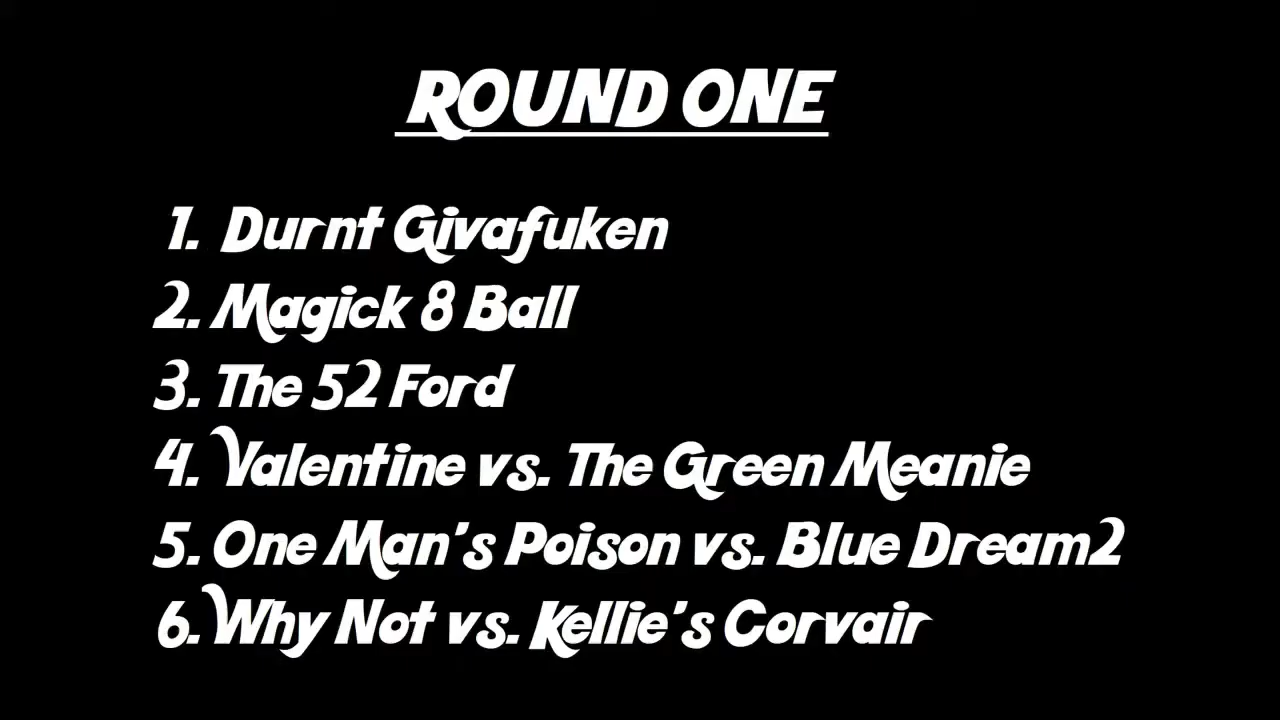 ROUND ONE
1. Durnt Givafuken
2. Magick 8 Ball
3. The 52 Ford
4. Valentine vs. The Green Meanie
5. One Man's Poison vs. Blue Dream2
6. Why Not vs. Kellie's Corvair